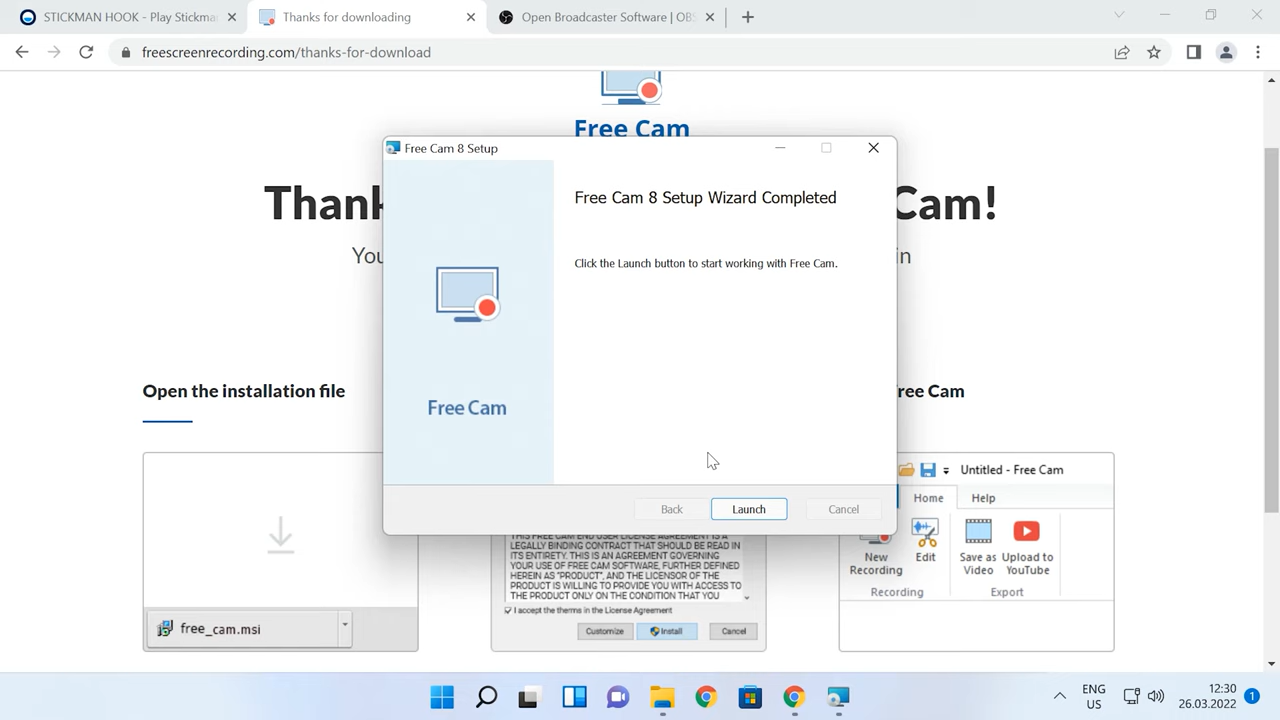 STICKMAN HOOK - Play Stickma
Thanks for downloading
Open Broadcaster Software | OBS
freescreenrecording.com/thanks-for-download
Free Cam
Thank
Cam!
You
in
Free Cam 8 Setup
Free Cam 8 Setup Wizard Completed
Click the Launch button to start working with Free Cam.
Free Cam
Back
Launch
Cancel
Open the installation file
free_cam.msi
THIS FREE CAM END USER LICENSE AGREEMENT IS A
LEGALLY BINDING CONTRACT THAT SHOULD BE READ IN
ITS ENTIRETY. THIS IS AN AGREEMENT GOVERNING
YOUR USE OF FREE CAM SOFTWARE, FURTHER DEFINED
HEREIN AS "PRODUCT", AND THE LICENSOR OF THE
PRODUCT IS WILLING TO PROVIDE YOU WITH ACCESS TO
THE PRODUCT ONLY ON THE CONDITION THAT YOU
I accept the therms in the License Agreement
Customize
Install
Cancel
ree Cam
Untitled - Free Cam
Home
Help
New
Recording
Edit
Save as
Video
Upload to
YouTube
Recording
Export
ENG
US
12:30
26.03.2022
1